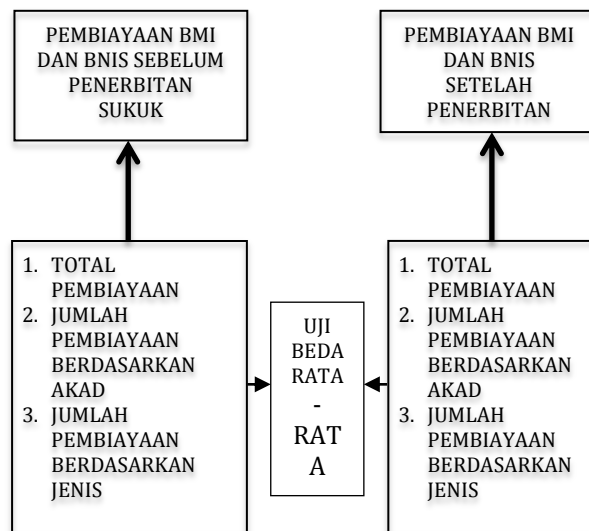 PEMBIAYAAN BMI
DAN BNIS SEBELUM
PENERBITAN
SUKUK
PEMBIAYAAN BMI
DAN BNIS
SETELAH
PENERBITAN
1. TOTAL
PEMBIAYAAN
2. JUMLAH
PEMBIAYAAN
BERDASARKAN
AKAD
3. JUMLAH
PEMBIAYAAN
BERDASARKAN
JENIS
UJI
BEDA
RATA
-
RAT
A
1. TOTAL
PEMBIAYAAN
2. JUMLAH
PEMBIAYAAN
BERDASARKAN
AKAD
3. JUMLAH
PEMBIAYAAN
BERDASARKAN
JENIS